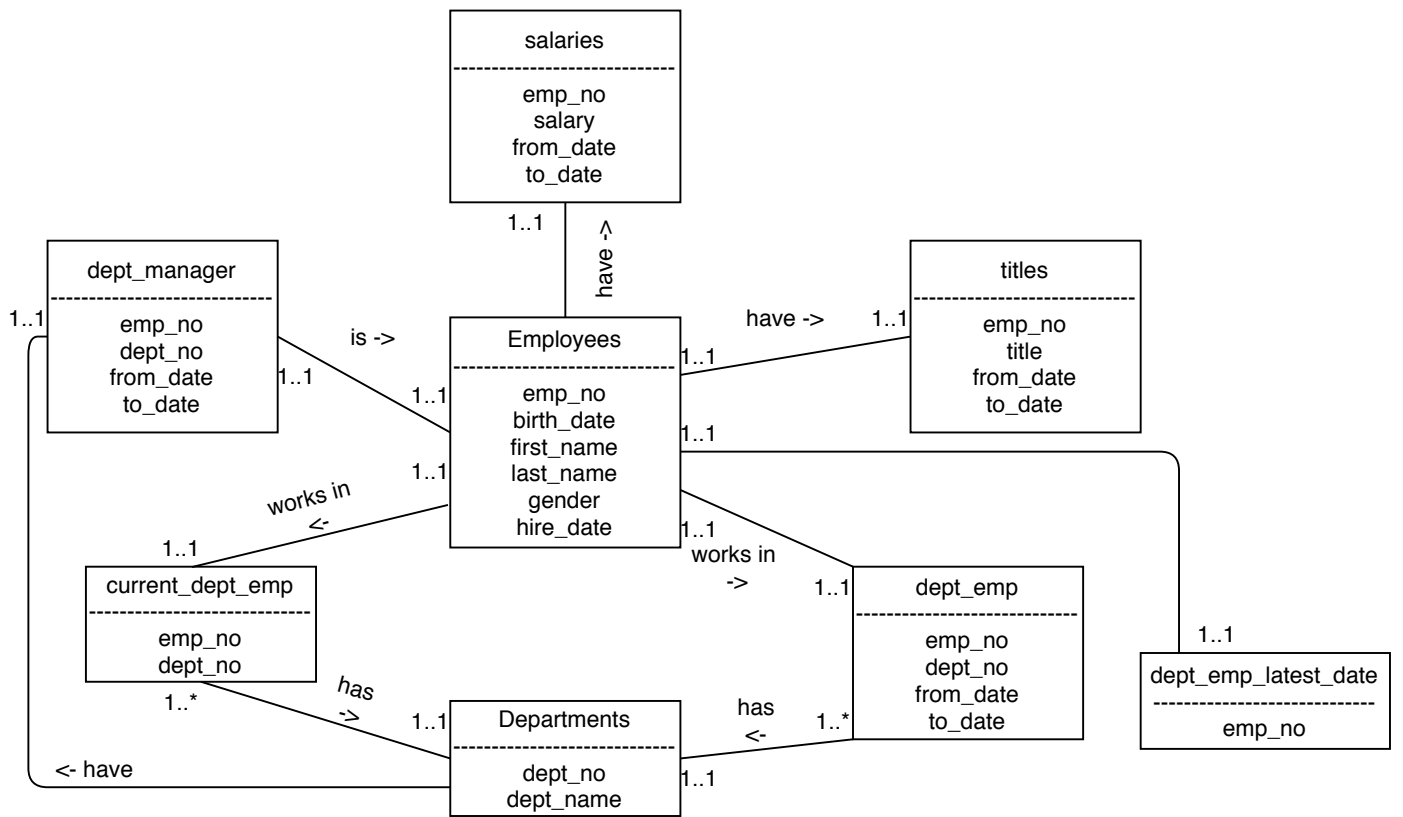 salaries
emp_no
salary
from_date
to_date
1..1
have ->
dept_manager
emp_no
dept_no
from_date
to_date
1..1
1..1
is ->
1..1
Employees
emp_no
birth_date
first_name
last_name
gender
hire_date
have ->
1..1
1..1
titles
emp_no
title
from_date
to_date
1..1
1..1
works in
<-
1..1
1..1
works in
->
1..1
current_dept_emp
emp_no
dept_no
dept_emp
emp_no
dept_no
from_date
to_date
1..1
dept_emp_latest_date
emp_no
1..*
has
->
1..1
Departments
dept_no
dept_name
has
<-
1..*
1..1
<- have